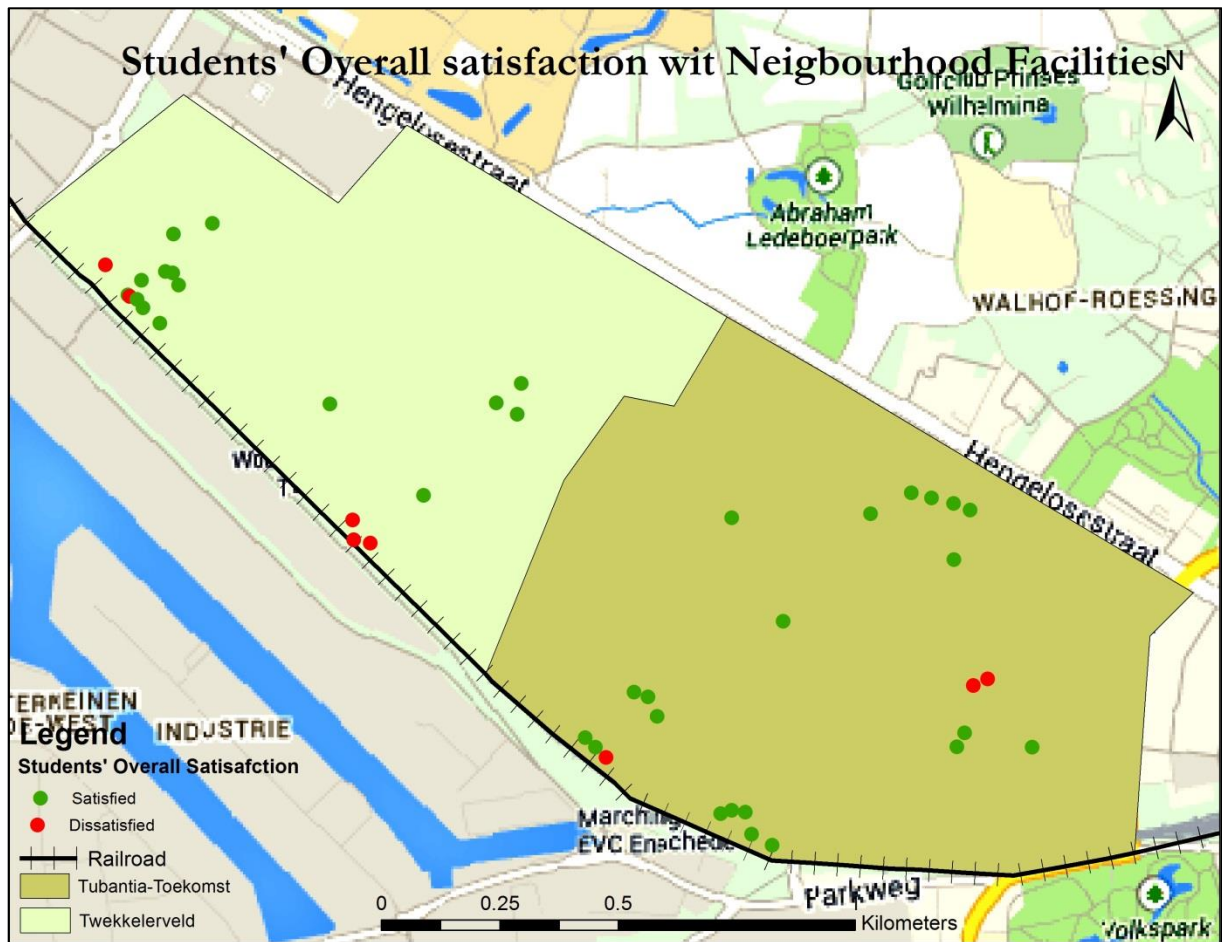 Students' Overall satisfaction wit Neigbourhood Facilities
N
Hengelosestraat
Golfclub Prinses
Wilhelmina
Abraham
Ledeboerpark
WALHOF-ROESSING
Hengelosestraat
INDUSTRIE
Legend
Students' Overall Satisafction
Satisfied
Dissatisfied
Railroad
Tubantia-Toekomst
Twekkelerveld
EVC Enschede
Parkweg
0 0.25 0.5
Kilometers
Volkspark